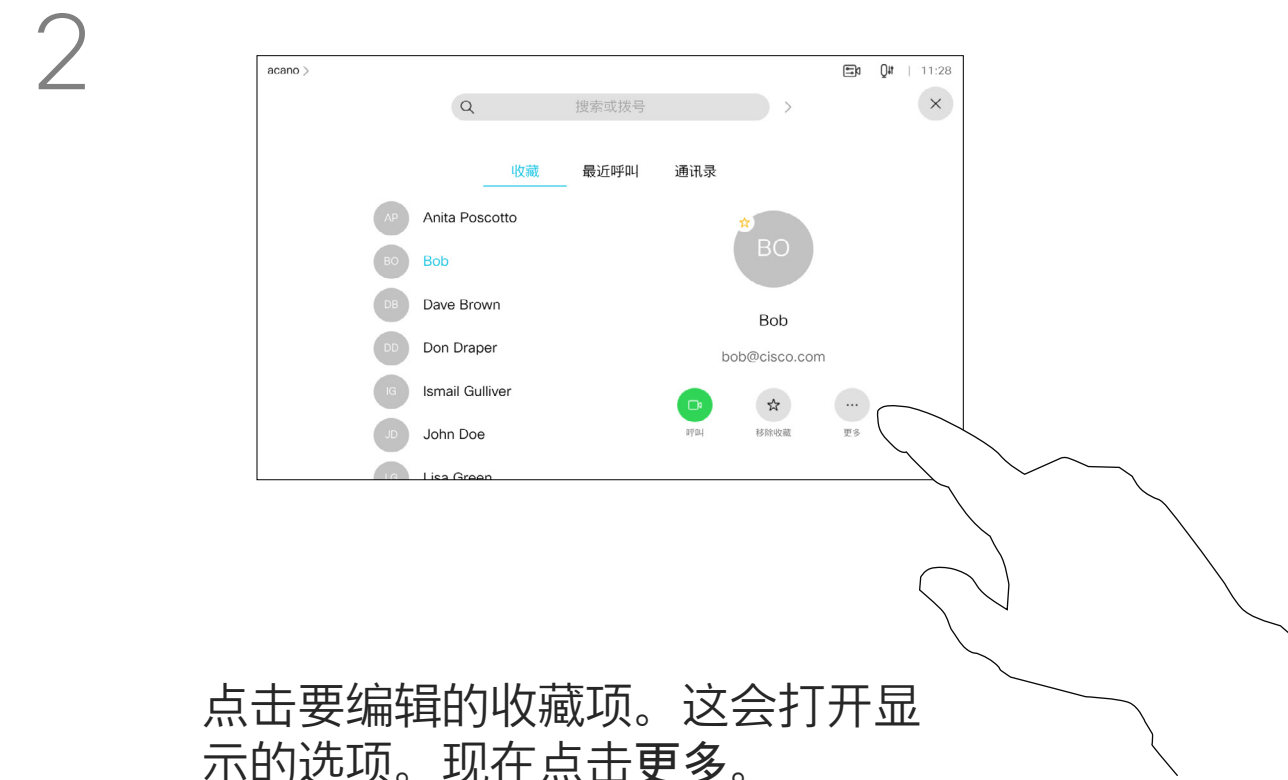 2
acano >
11:28
搜索或拨号
收藏 最近呼叫 通讯录
AP Anita Poscotto
BO Bob
DB Dave Brown
DD Don Draper
IG Ismail Gulliver
JD John Doe
LG Lisa Green
BO
Bob
bob@cisco.com
呼叫 移除收藏 更多
点击要编辑的收藏项。这会打开显
示的选项。现在点击更多。